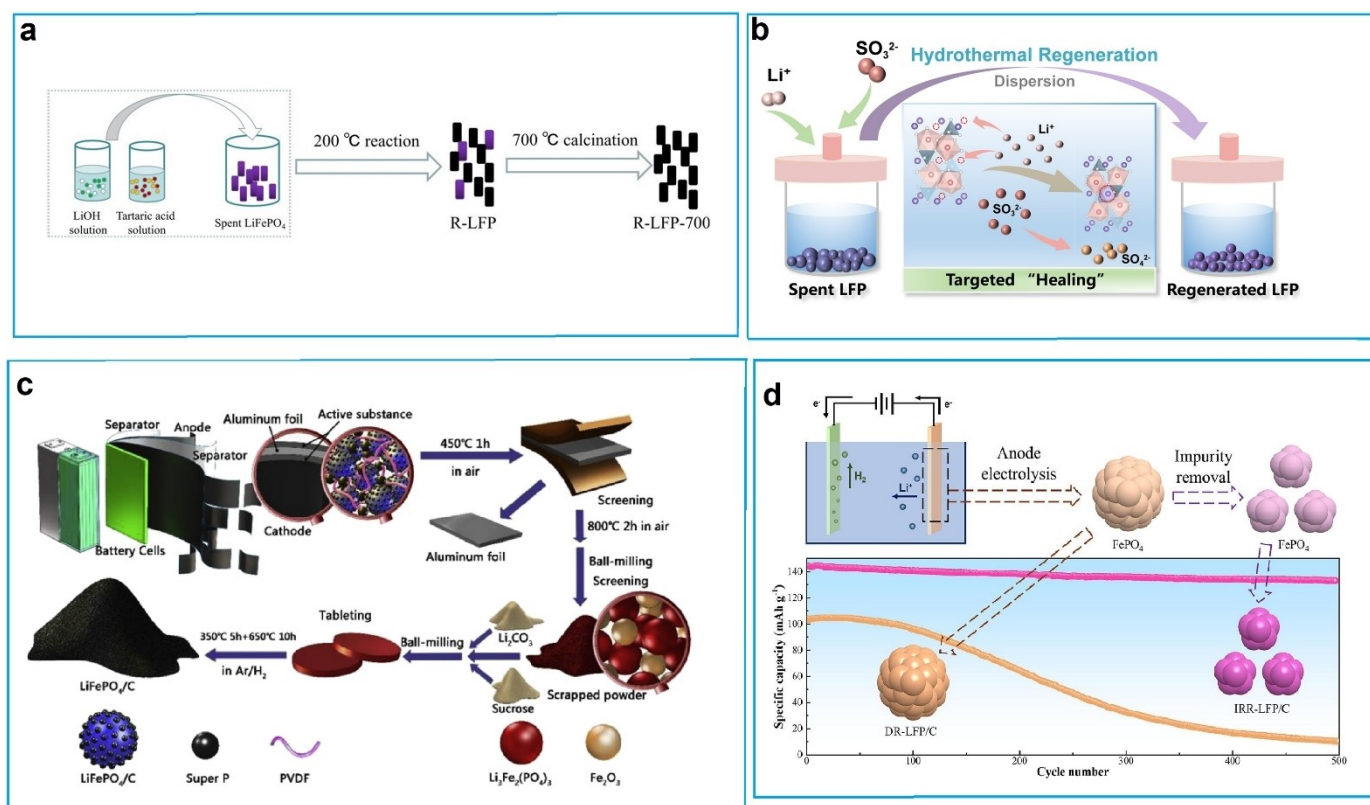 a
LiOH
solution
Tartaric acid
solution
Spent LiFePO₄
200 ℃ reaction
R-LFP
700 ℃ calcination
R-LFP-700
b
Li⁺
SO₃²⁻
Hydrothermal Regeneration
Dispersion
Li⁺
SO₃²⁻
SO₄²⁻
Spent LFP
Targeted “Healing”
Regenerated LFP
c
Separator
Anode
Separator
Aluminum foil
Active substance
Battery Cells
Cathode
450℃ 1h
in air
Screening
Aluminum foil
800℃ 2h in air
Ball-milling
Screening
Li₂CO₃
Sucrose
Scrapped powder
Ball-milling
Tableting
350℃ 5h+650℃ 10h
in Ar/H₂
LiFePO₄/C
LiFePO₄/C
Super P
PVDF
Li₃Fe₂(PO₄)₃
Fe₂O₃
d
e⁻
e⁻
H₂
Li⁺
Anode
electrolysis
FePO₄
Impurity
removal
FePO₄
Specific capacity (mAh g⁻¹)
140
120
100
80
60
40
20
0
DR-LFP/C
IRR-LFP/C
0
100
200
300
400
500
Cycle number